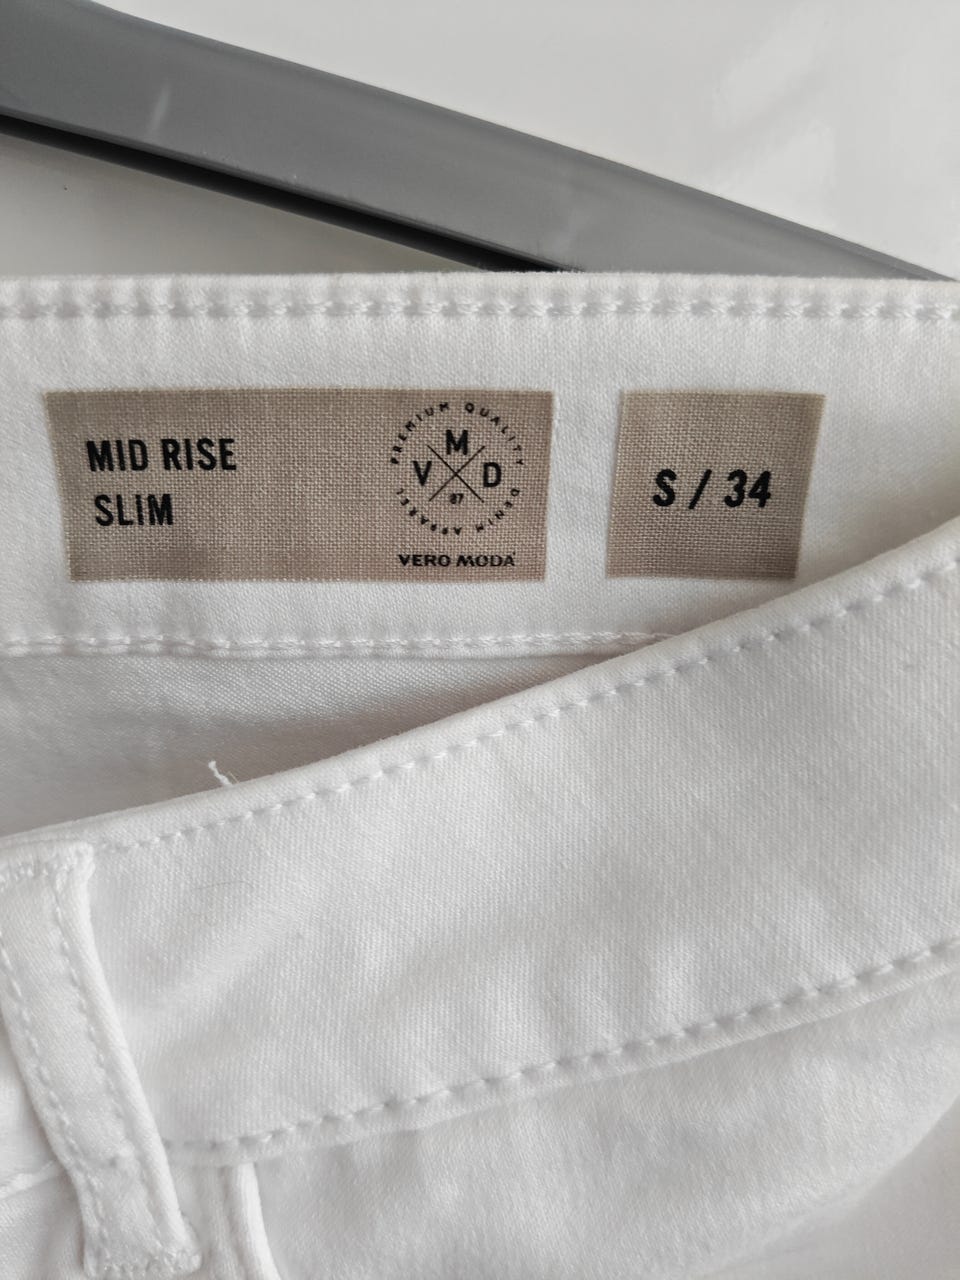 MID RISE
SLIM
PREMIUM QUALITY DENIM APPAREL
M
V D
87
VERO MODA
S / 34